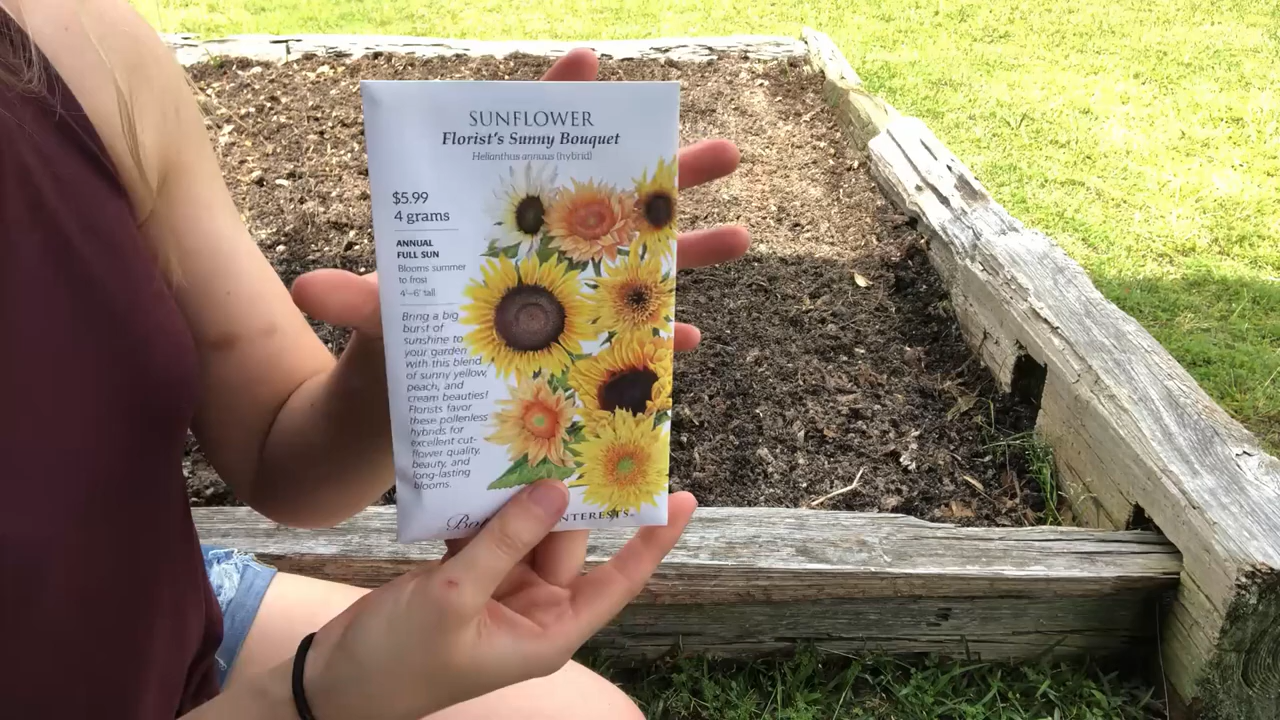 SUNFLOWER
Florist's Sunny Bouquet
Helianthus annuus (hybrid)
$5.99
4 grams
ANNUAL
FULL SUN
Blooms summer
to frost
4'–6' tall
Bring a big
burst of
sunshine to
your garden
with this blend
of sunny yellow,
peach, and
cream beauties!
Florists favor
these pollenless
hybrids for
excellent cut-
flower quality,
beauty, and
long-lasting
blooms.